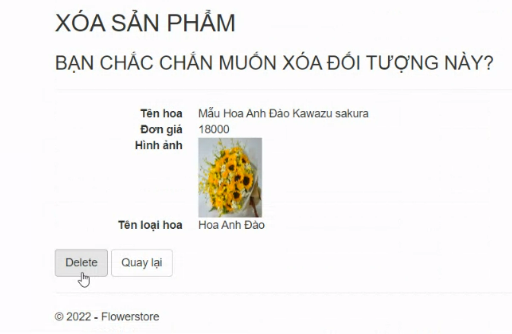 XÓA SẢN PHẨM
BẠN CHẮC CHẮN MUỐN XÓA ĐỐI TƯỢNG NÀY?
Tên hoa Mẫu Hoa Anh Đào Kawazu sakura
Đơn giá 18000
Hình ảnh
Tên loại hoa Hoa Anh Đào
Delete Quay lại
© 2022 - Flowerstore